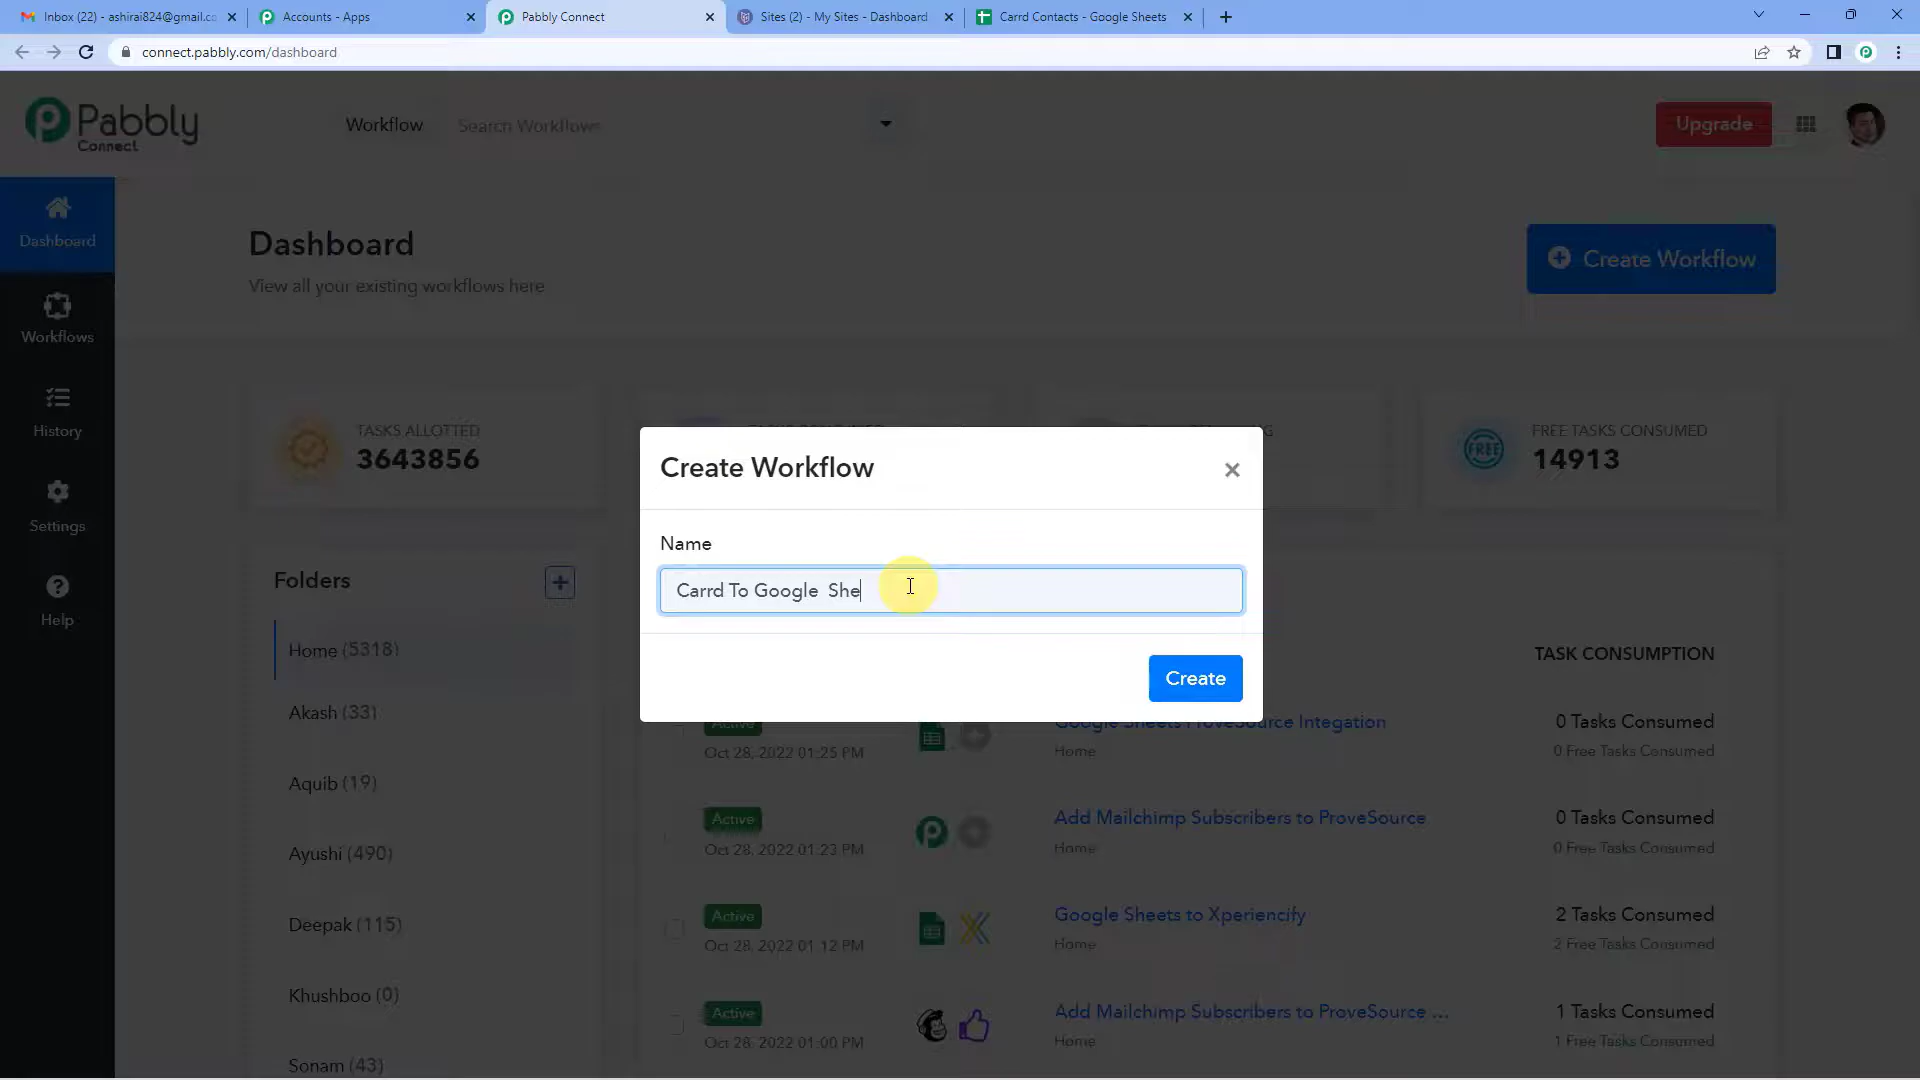 Inbox (22) - ashirai824@gmail.cc
Accounts - Apps
Pabbly Connect
Sites (2) - My Sites - Dashboard
Carrd Contacts - Google Sheets
connect.pabbly.com/dashboard
Pabbly
Connect
Workflow
Search Workflows
Upgrade
Dashboard
Workflows
History
Settings
Help
Dashboard
View all your existing workflows here
Create Workflow
TASKS ALLOTTED
3643856
FREE TASKS CONSUMED
14913
FREE
Create Workflow
×
Name
Carrd To Google  She
Create
Folders
Home (5318)
Akash (33)
Aquib (19)
Ayushi (490)
Deepak (115)
Khushboo (0)
Sonam (43)
TASK CONSUMPTION
Active
Oct 28, 2022 01:25 PM
Google Sheets ProveSource Integation
Home
0 Tasks Consumed
0 Free Tasks Consumed
Active
Oct 28, 2022 01:23 PM
Add Mailchimp Subscribers to ProveSource
Home
0 Tasks Consumed
0 Free Tasks Consumed
Active
Oct 28, 2022 01:12 PM
Google Sheets to Xperiencify
Home
2 Tasks Consumed
2 Free Tasks Consumed
Active
Oct 28, 2022 01:00 PM
Add Mailchimp Subscribers to ProveSource ...
Home
1 Tasks Consumed
1 Free Tasks Consumed